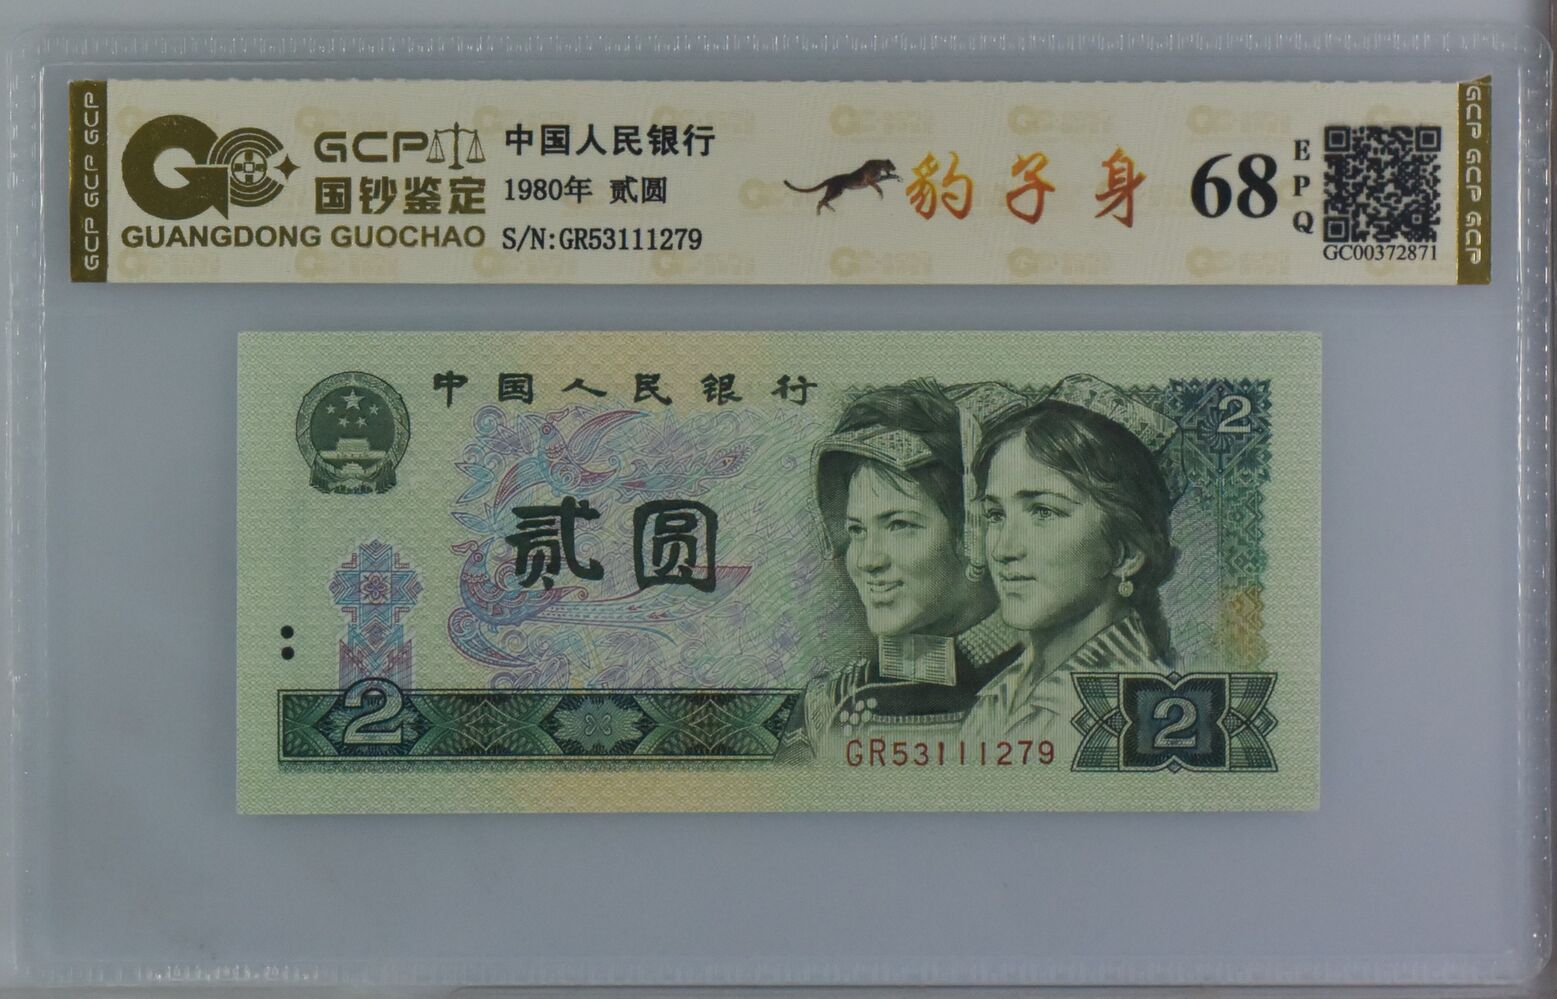 GCP GCP GCP
GCP
国钞鉴定
GUANGDONG GUOCHAO
中国人民银行
1980年 贰圆
S/N:GR53111279
豹子身
68
EPQ
GC00372871
GCP GCP GCP
中国人民银行
2
贰圆
2
GR53111279
2